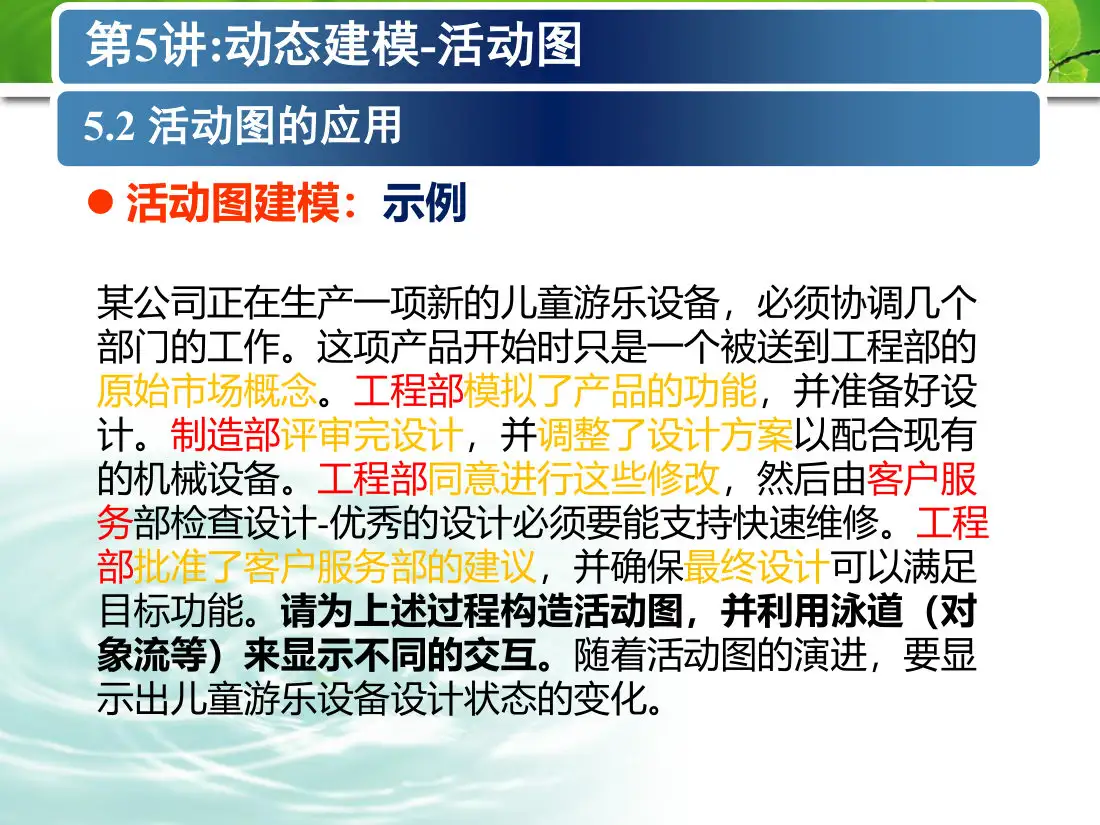 第5讲:动态建模-活动图
5.2 活动图的应用
● 活动图建模：示例
某公司正在生产一项新的儿童游乐设备，必须协调几个
部门的工作。这项产品开始时只是一个被送到工程部的
原始市场概念。工程部模拟了产品的功能，并准备好设
计。制造部评审完设计，并调整了设计方案以配合现有
的机械设备。工程部同意进行这些修改，然后由客户服
务部检查设计-优秀的设计必须要能支持快速维修。工程
部批准了客户服务部的建议，并确保最终设计可以满足
目标功能。请为上述过程构造活动图，并利用泳道（对
象流等）来显示不同的交互。随着活动图的演进，要显
示出儿童游乐设备设计状态的变化。